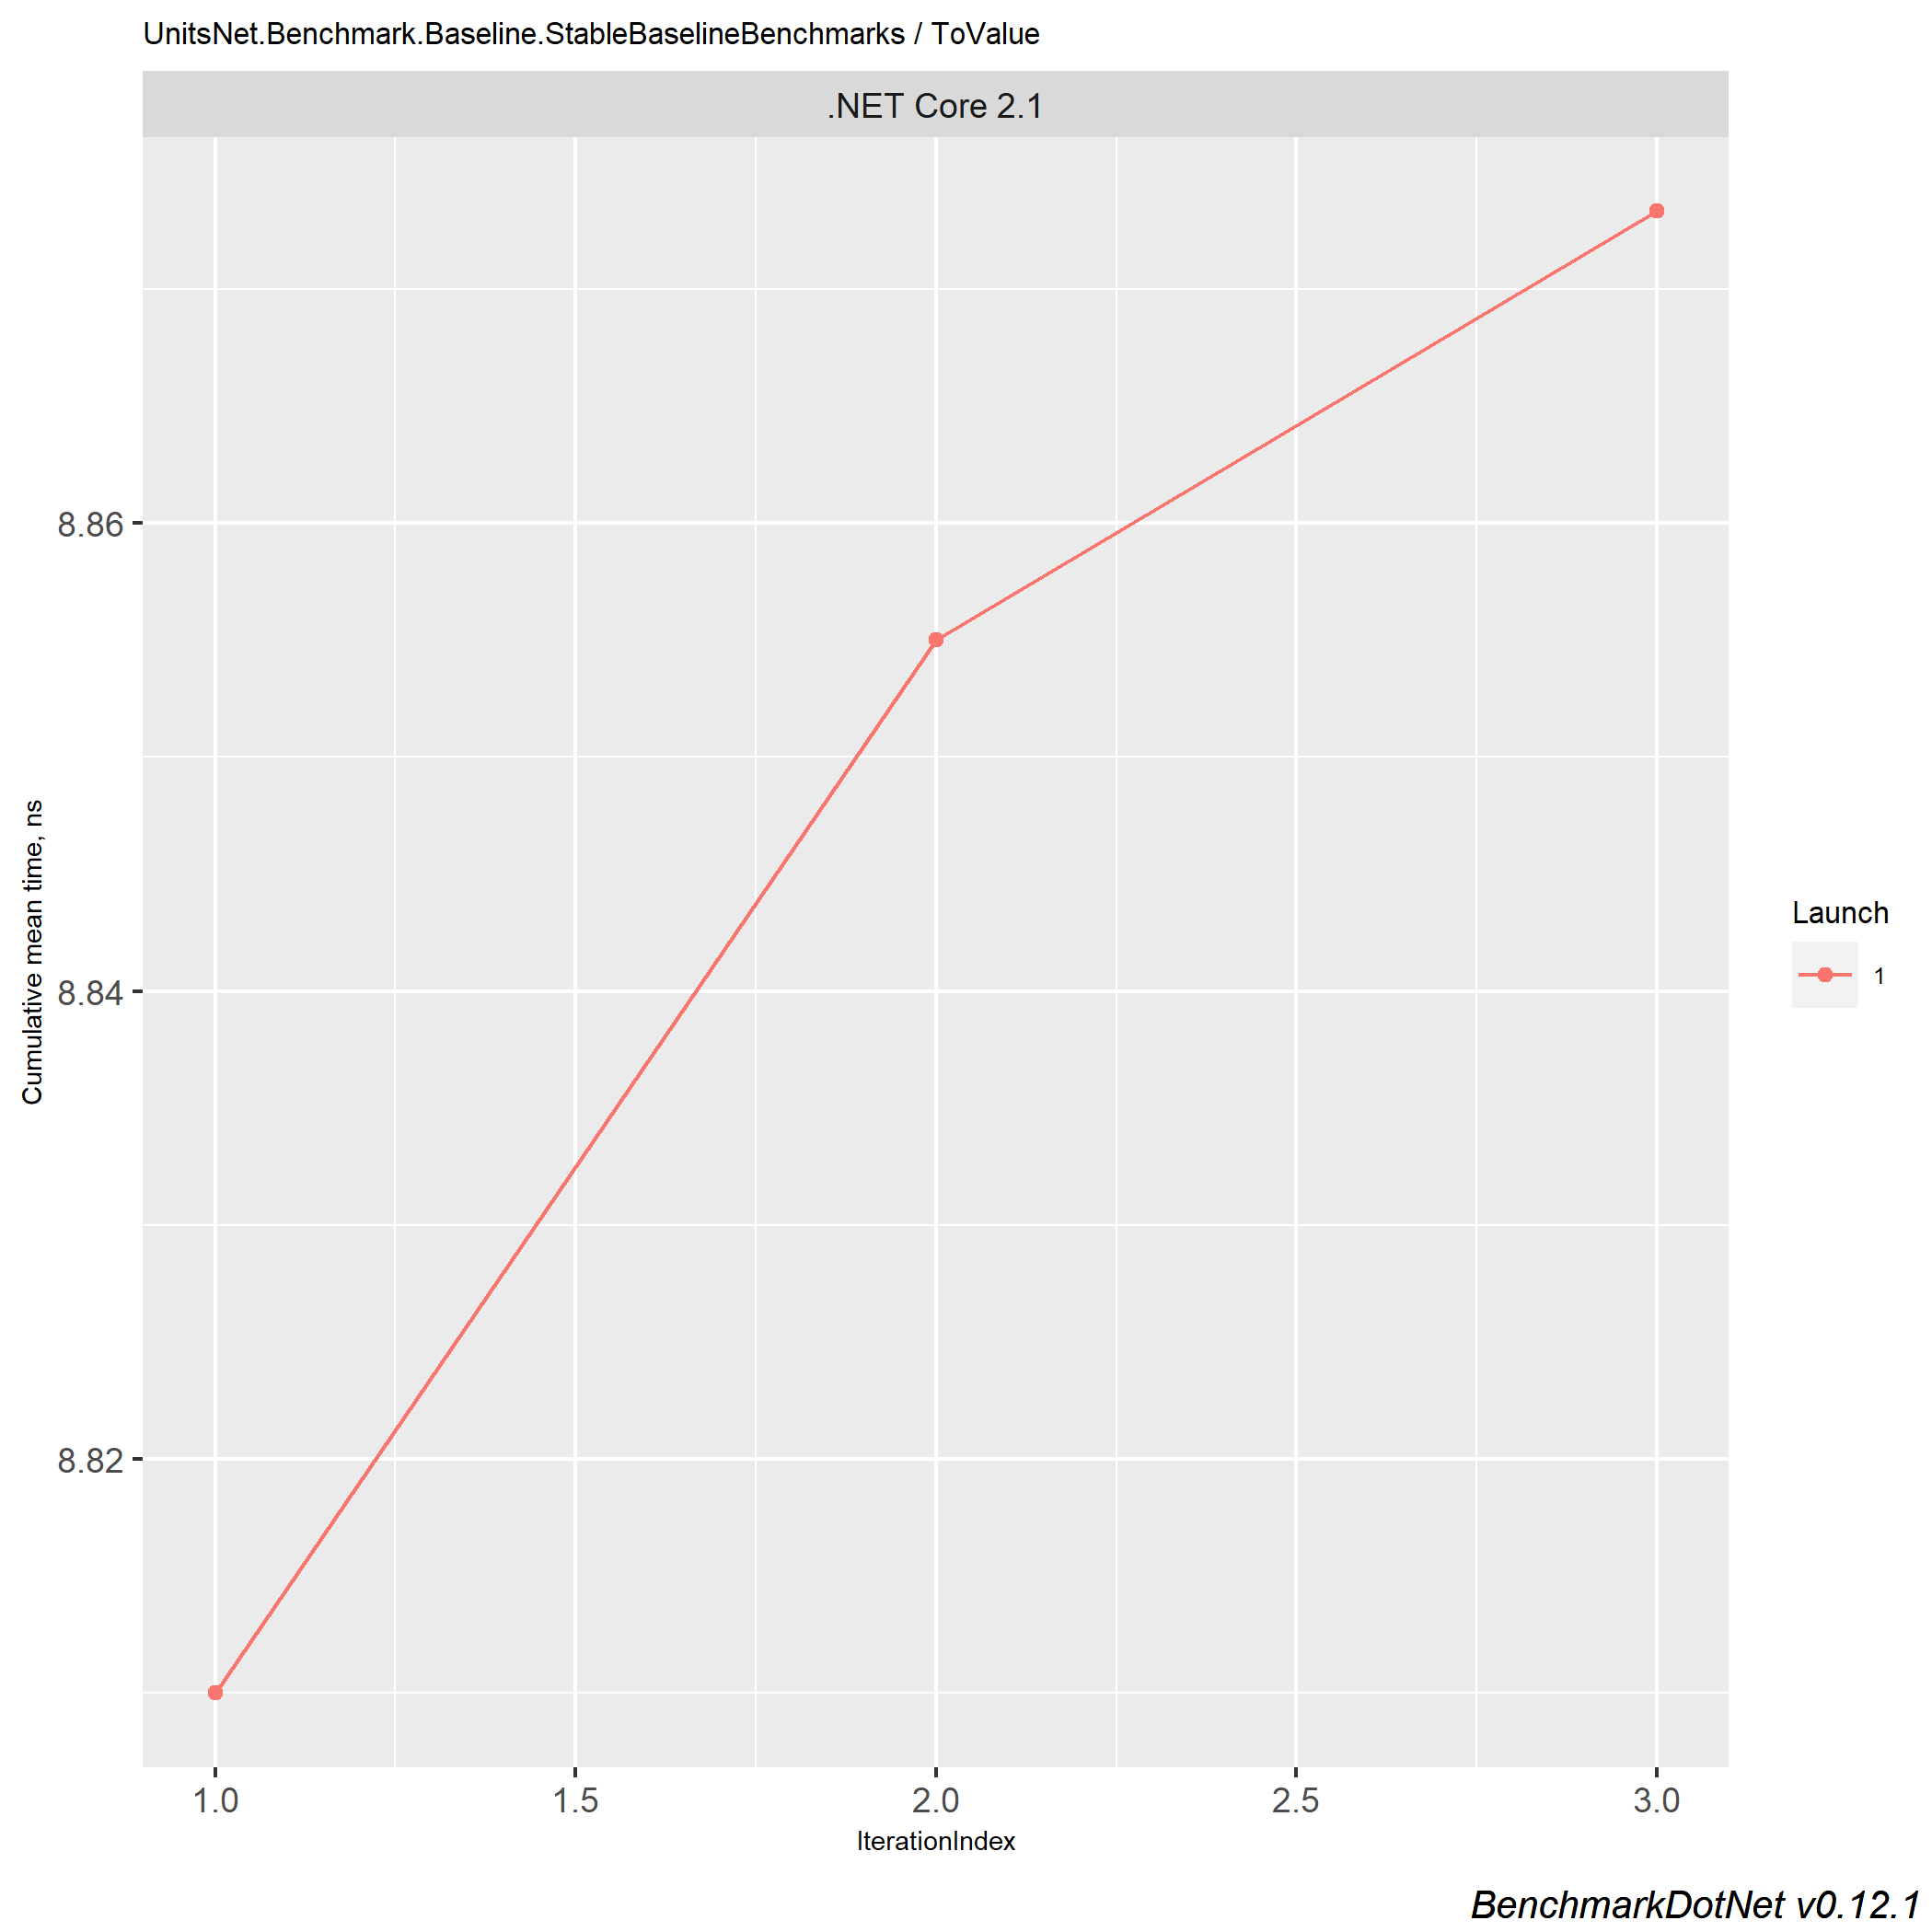 UnitsNet.Benchmark.Baseline.StableBaselineBenchmarks / ToValue
.NET Core 2.1
Cumulative mean time, ns
8.86
8.84
8.82
1.0 1.5 2.0 2.5 3.0
IterationIndex
Launch
1
BenchmarkDotNet v0.12.1